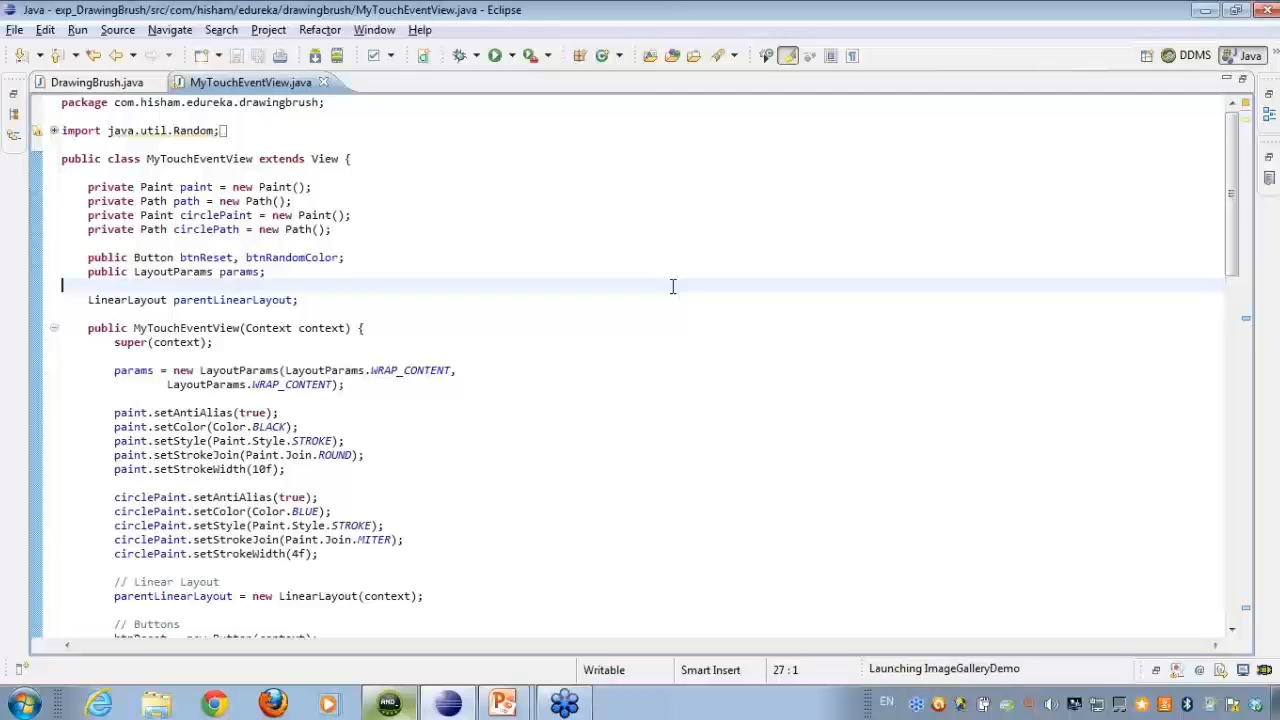 Java - exp_DrawingBrush/src/com/hisham/edureka/drawingbrush/MyTouchEventView.java - Eclipse
File Edit Run Source Navigate Search Project Refactor Window Help
DDMS Java
DrawingBrush.java MyTouchEventView.java
package com.hisham.edureka.drawingbrush;
import java.util.Random;
public class MyTouchEventView extends View {
private Paint paint = new Paint();
private Path path = new Path();
private Paint circlePaint = new Paint();
private Path circlePath = new Path();
public Button btnReset, btnRandomColor;
public LayoutParams params;
LinearLayout parentLinearLayout;
public MyTouchEventView(Context context) {
super(context);
params = new LayoutParams(LayoutParams.WRAP_CONTENT,
LayoutParams.WRAP_CONTENT);
paint.setAntiAlias(true);
paint.setColor(Color.BLACK);
paint.setStyle(Paint.Style.STROKE);
paint.setStrokeJoin(Paint.Join.ROUND);
paint.setStrokeWidth(10f);
circlePaint.setAntiAlias(true);
circlePaint.setColor(Color.BLUE);
circlePaint.setStyle(Paint.Style.STROKE);
circlePaint.setStrokeJoin(Paint.Join.MITER);
circlePaint.setStrokeWidth(4f);
// Linear Layout
parentLinearLayout = new LinearLayout(context);
// Buttons
btnReset = new Button(context);
Writable Smart Insert 27 : 1 Launching ImageGalleryDemo
EN